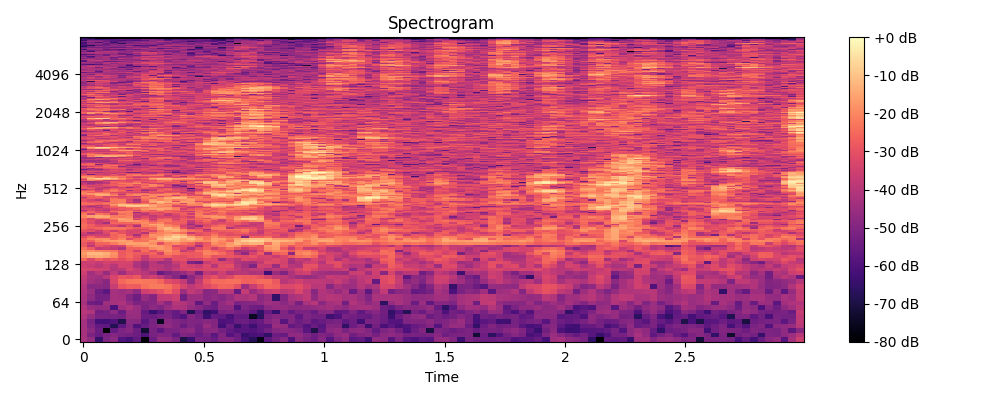 Spectrogram
+0 dB
4096
-10 dB
2048
-20 dB
1024
-30 dB
Hz
512
-40 dB
256
-50 dB
128
-60 dB
64
-70 dB
0
-80 dB
0 0.5 1 1.5 2 2.5
Time